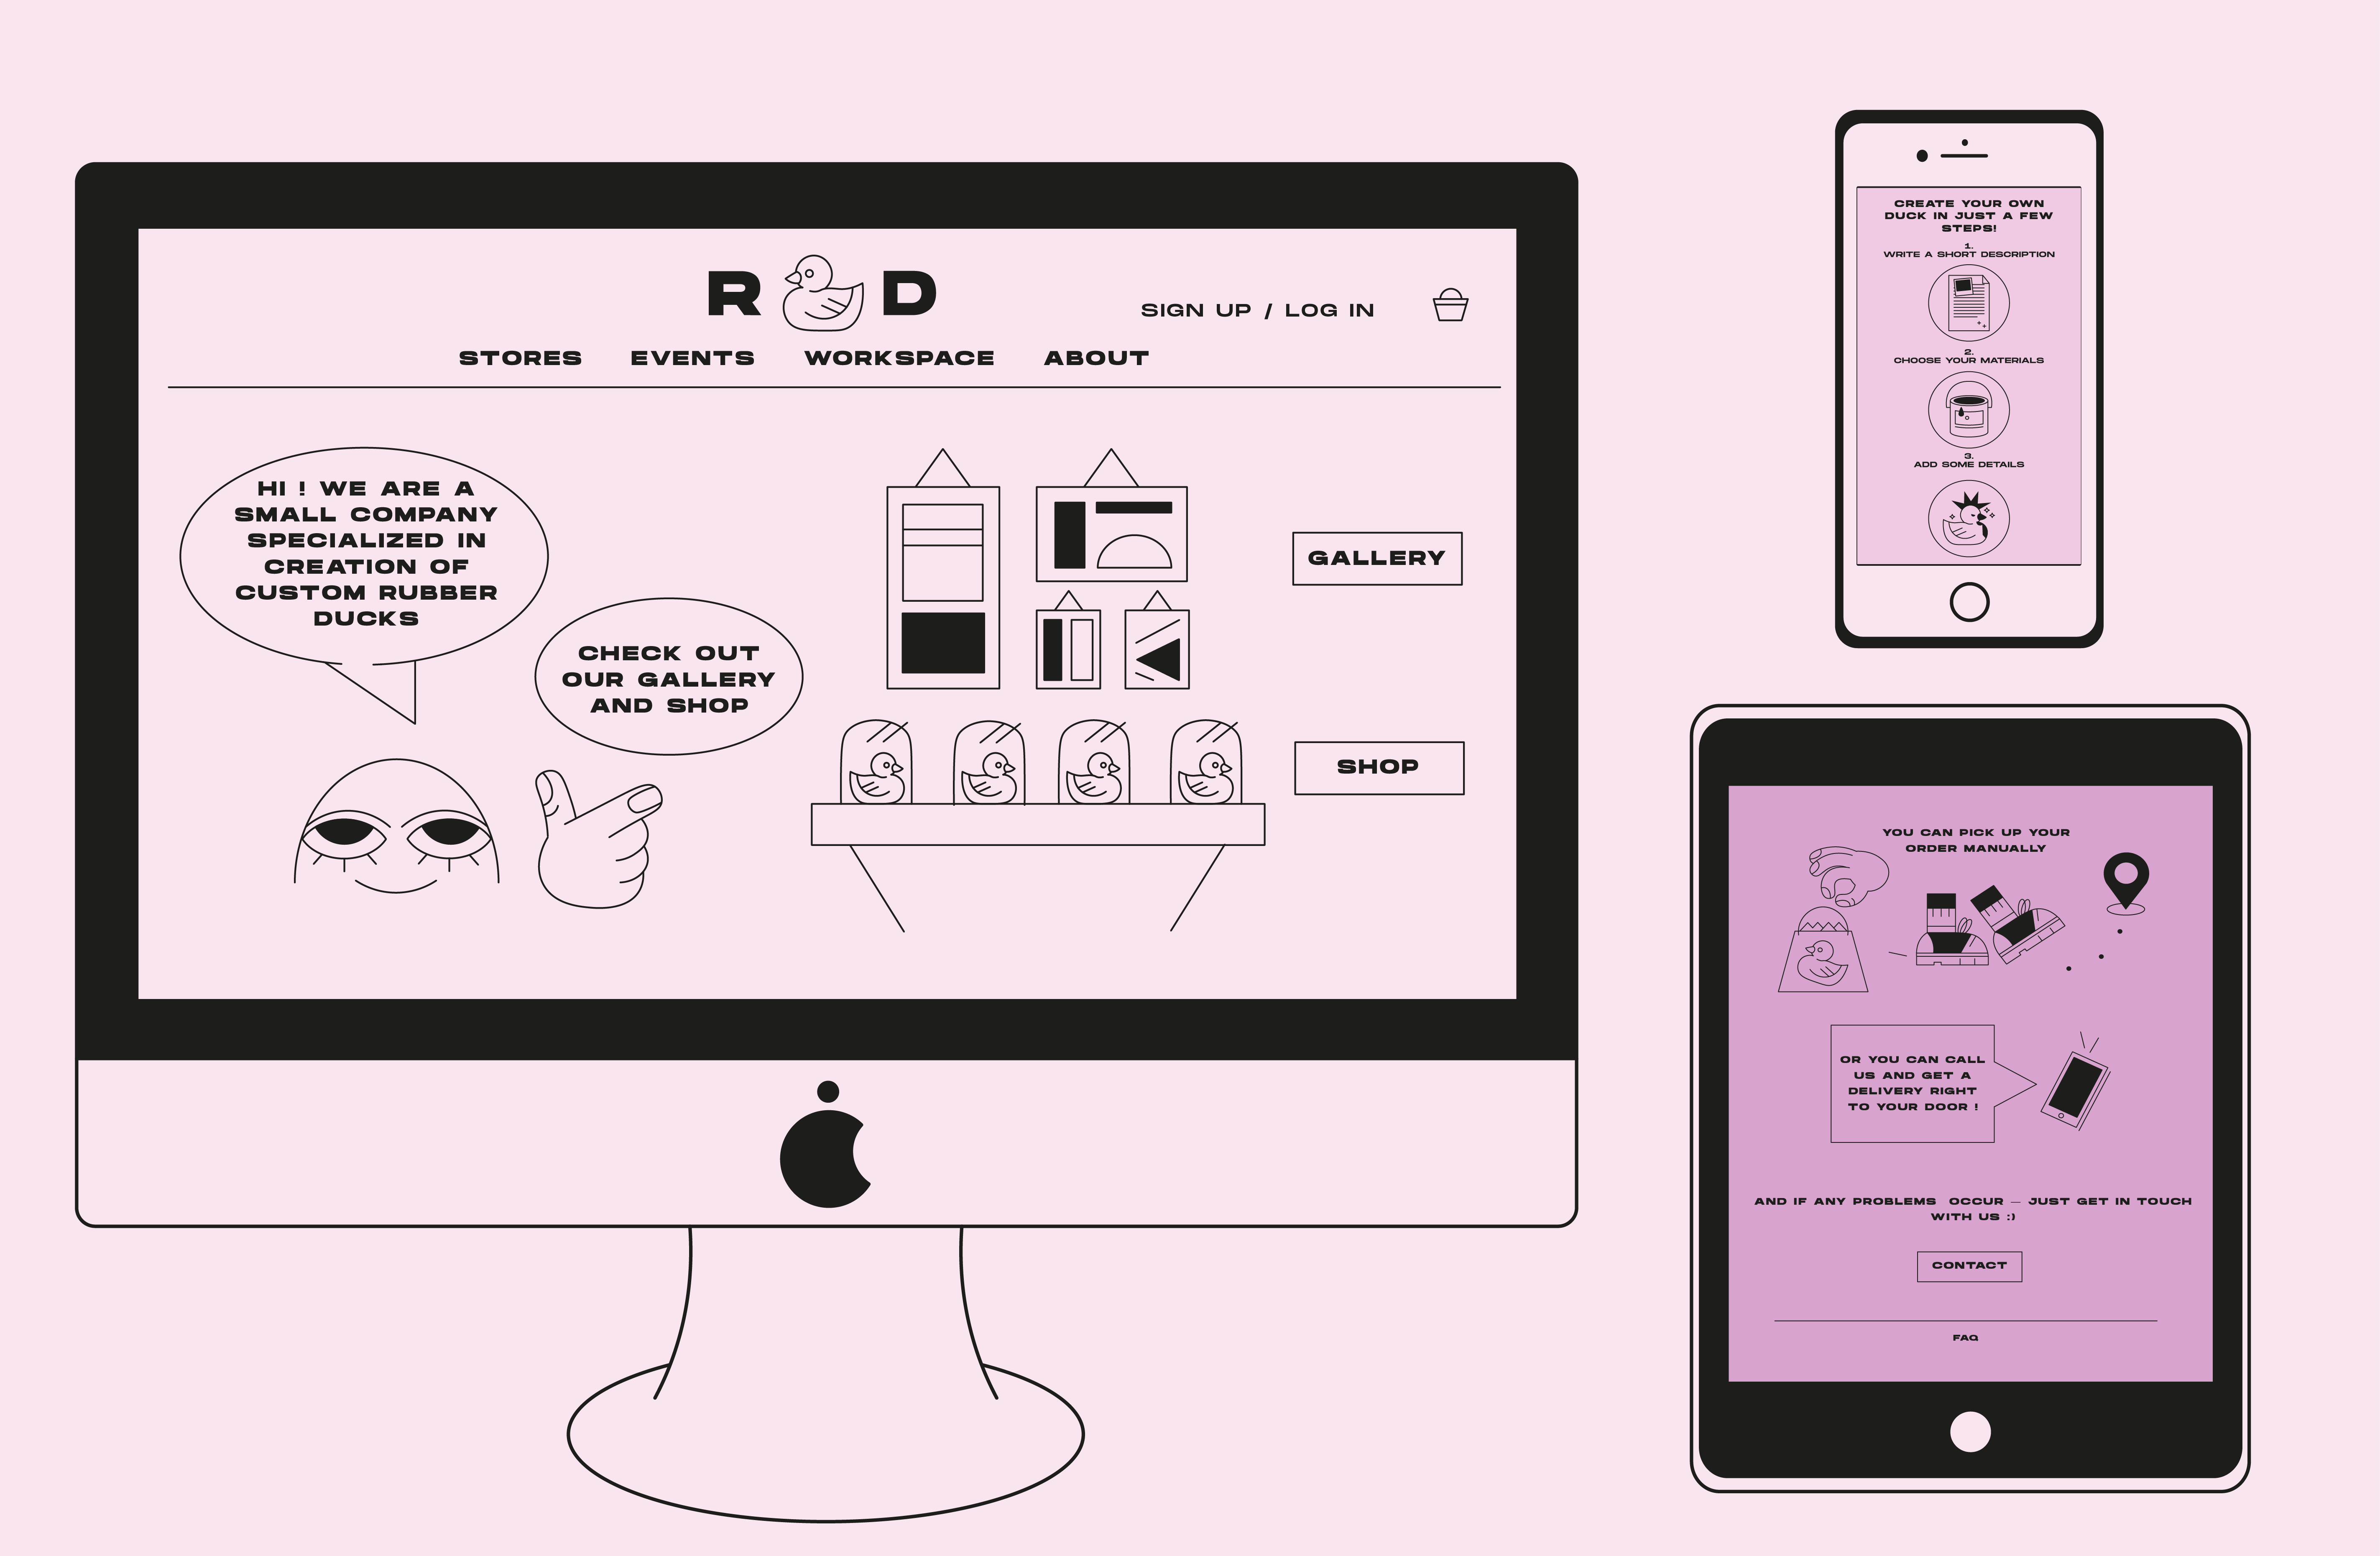 R D
SIGN UP / LOG IN
STORES EVENTS WORKSPACE ABOUT
HI ! WE ARE A
SMALL COMPANY
SPECIALIZED IN
CREATION OF
CUSTOM RUBBER
DUCKS
CHECK OUT
OUR GALLERY
AND SHOP
GALLERY
SHOP
CREATE YOUR OWN
DUCK IN JUST A FEW
STEPS!
1.
WRITE A SHORT DESCRIPTION
2.
CHOOSE YOUR MATERIALS
3.
ADD SOME DETAILS
YOU CAN PICK UP YOUR
ORDER MANUALLY
OR YOU CAN CALL
US AND GET A
DELIVERY RIGHT
TO YOUR DOOR !
AND IF ANY PROBLEMS OCCUR — JUST GET IN TOUCH
WITH US :)
CONTACT
FAQ